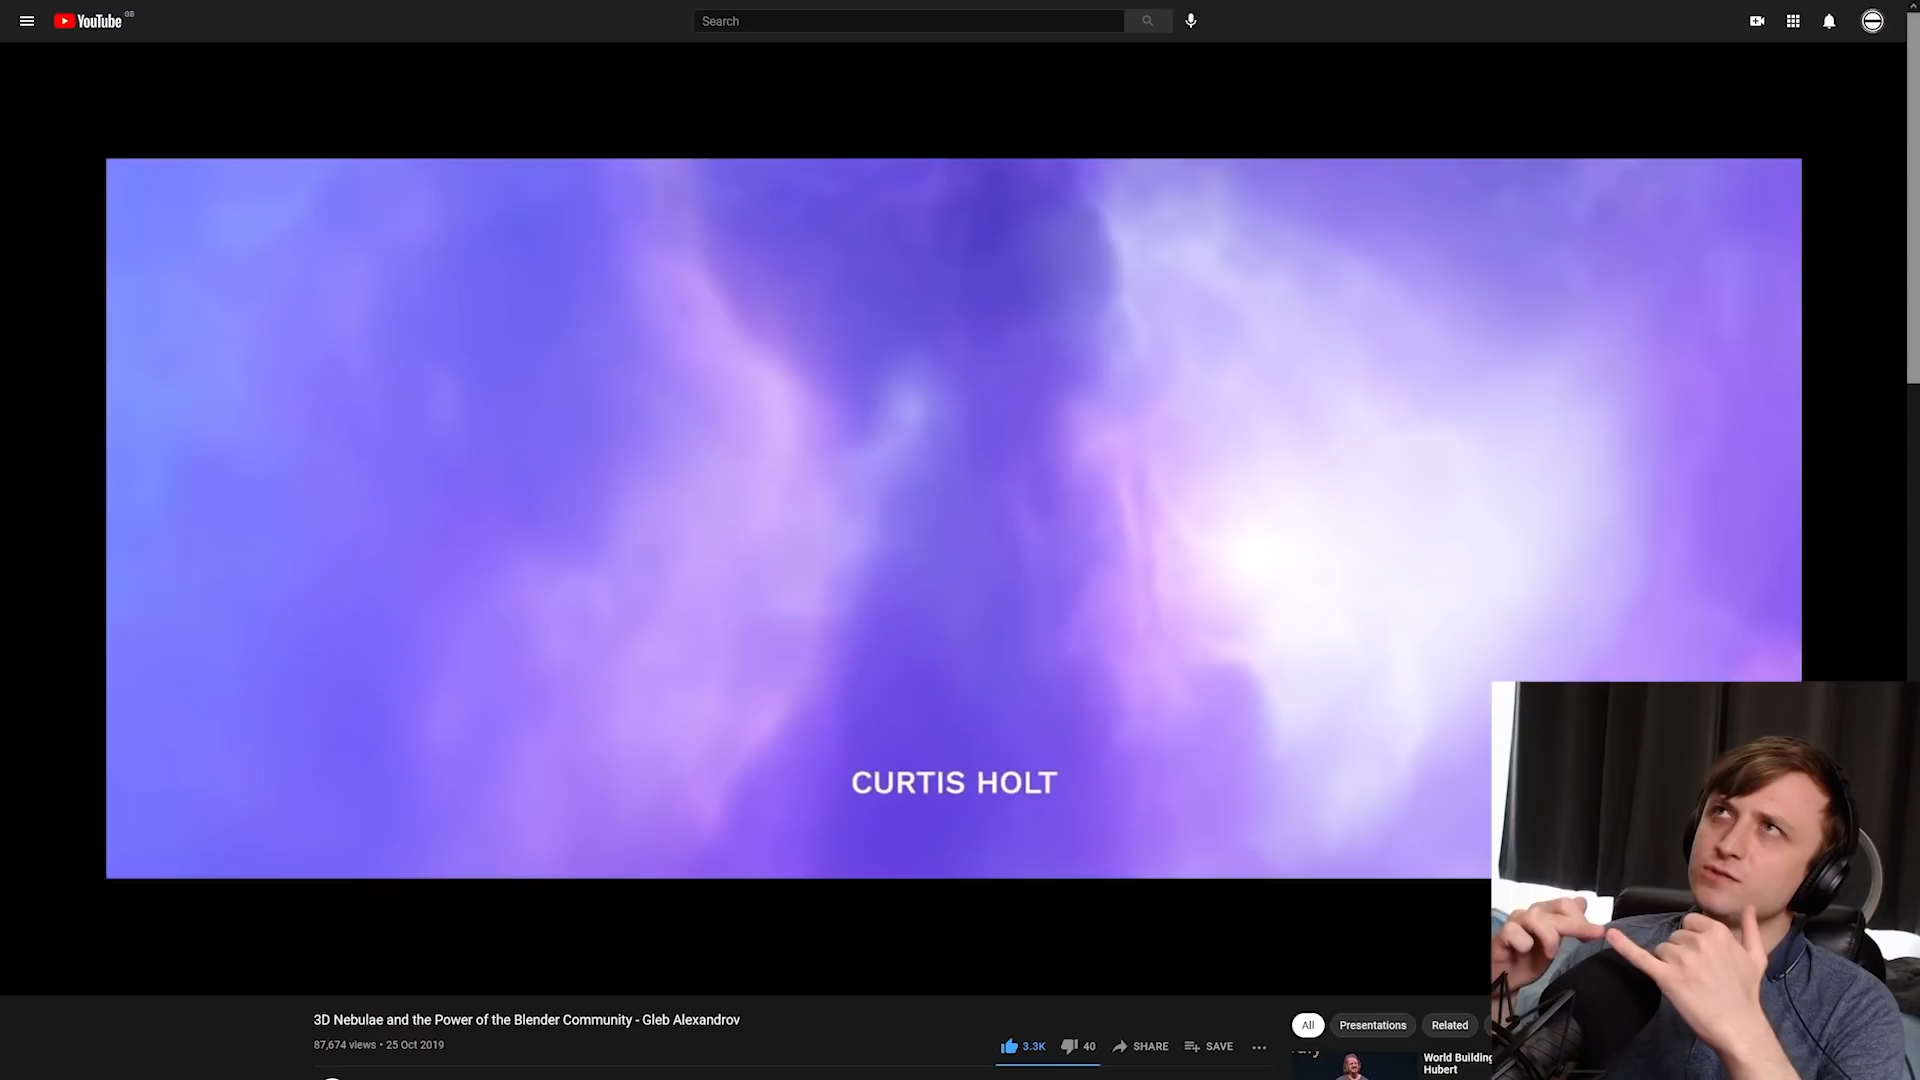 YouTube GB
Search
CURTIS HOLT
3D Nebulae and the Power of the Blender Community - Gleb Alexandrov
87,674 views • 25 Oct 2019
3.3K
40
SHARE
SAVE
All
Presentations
Related
World Building
Hubert